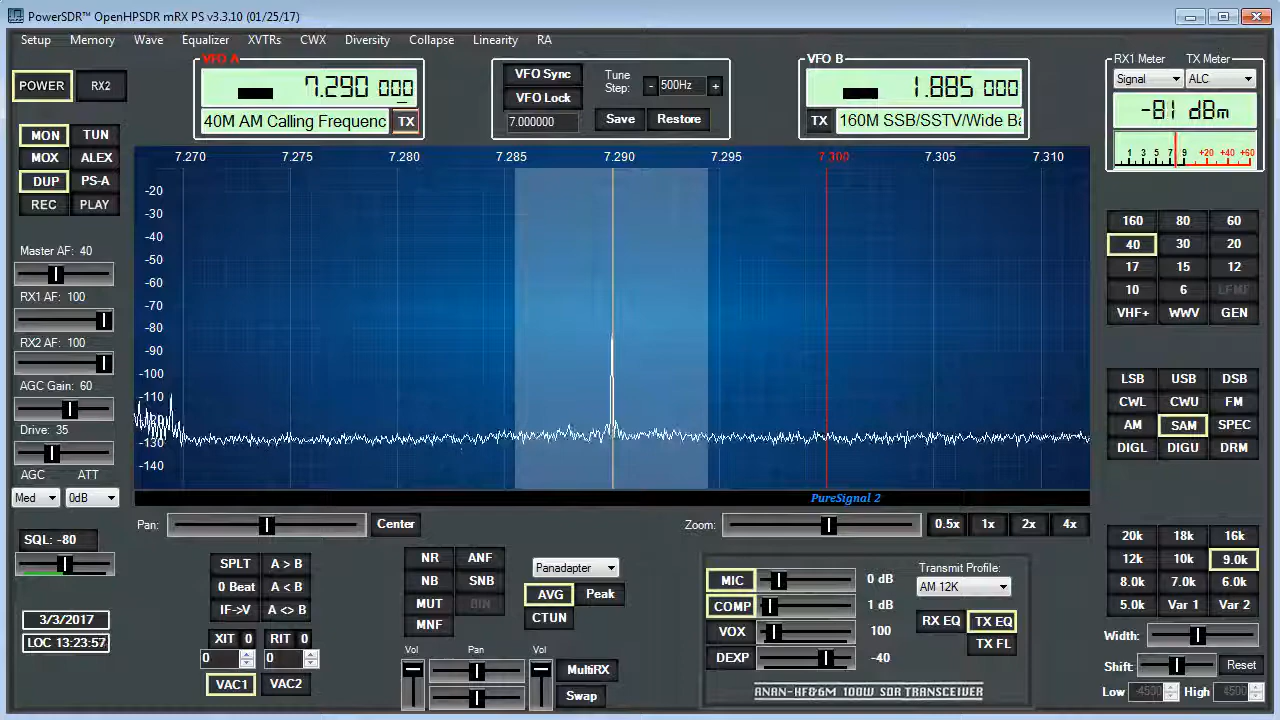 PowerSDR™ OpenHPSDR mRX PS v3.3.10 (01/25/17)
Setup Memory Wave Equalizer XVTRs CWX Diversity Collapse Linearity RA
POWER RX2
MON TUN
MOX ALEX
DUP PS-A
REC PLAY
Master AF: 40
RX1 AF: 100
RX2 AF: 100
AGC Gain: 60
Drive: 35
AGC ATT
Med 0dB
SQL: -80
3/3/2017
LOC 13:23:57
VFO A
7.290 000
40M AM Calling Frequenc TX
VFO Sync
VFO Lock
7.000000
Tune Step: - 500Hz +
Save Restore
VFO B
1.885 000
TX 160M SSB/SSTV/Wide Ba
RX1 Meter TX Meter
Signal ALC
-81 dBm
1 3 5 7 9 +20 +40 +60
7.270 7.275 7.280 7.285 7.290 7.295 7.300 7.305 7.310
-20
-30
-40
-50
-60
-70
-80
-90
-100
-110
-130
-140
PureSignal 2
160 80 60
40 30 20
17 15 12
10 6 LFMF
VHF+ WWV GEN
LSB USB DSB
CWL CWU FM
AM SAM SPEC
DIGL DIGU DRM
20k 18k 16k
12k 10k 9.0k
8.0k 7.0k 6.0k
5.0k Var 1 Var 2
Width:
Shift: Reset
Low -4500 High 4500
Pan: Center
Zoom: 0.5x 1x 2x 4x
SPLT A > B
0 Beat A < B
IF->V A <> B
XIT 0 RIT 0
0 0
VAC1 VAC2
NR ANF
NB SNB
MUT BIN
MNF
Panadapter
AVG Peak
CTUN
Vol Pan Vol
MultiRX
Swap
MIC 0 dB
COMP 1 dB
VOX 100
DEXP -40
Transmit Profile:
AM 12K
RX EQ TX EQ
TX FL
ANAN-HF&6M 100W SDR TRANSCEIVER